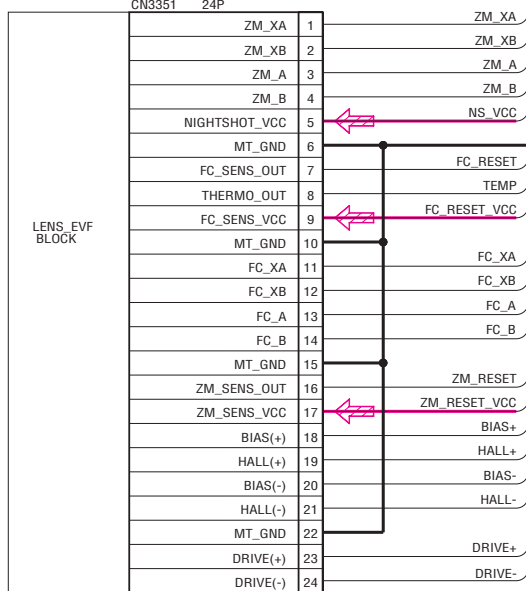 CN3351 24P
ZM_XA 1 ZM_XA
ZM_XB 2 ZM_XB
ZM_A 3 ZM_A
ZM_B 4 ZM_B
NIGHTSHOT_VCC 5 NS_VCC
MT_GND 6
FC_SENS_OUT 7 FC_RESET
THERMO_OUT 8 TEMP
FC_SENS_VCC 9 FC_RESET_VCC
LENS_EVF
BLOCK
MT_GND 10
FC_XA 11 FC_XA
FC_XB 12 FC_XB
FC_A 13 FC_A
FC_B 14 FC_B
MT_GND 15
ZM_SENS_OUT 16 ZM_RESET
ZM_SENS_VCC 17 ZM_RESET_VCC
BIAS(+) 18 BIAS+
HALL(+) 19 HALL+
BIAS(-) 20 BIAS-
HALL(-) 21 HALL-
MT_GND 22
DRIVE(+) 23 DRIVE+
DRIVE(-) 24 DRIVE-